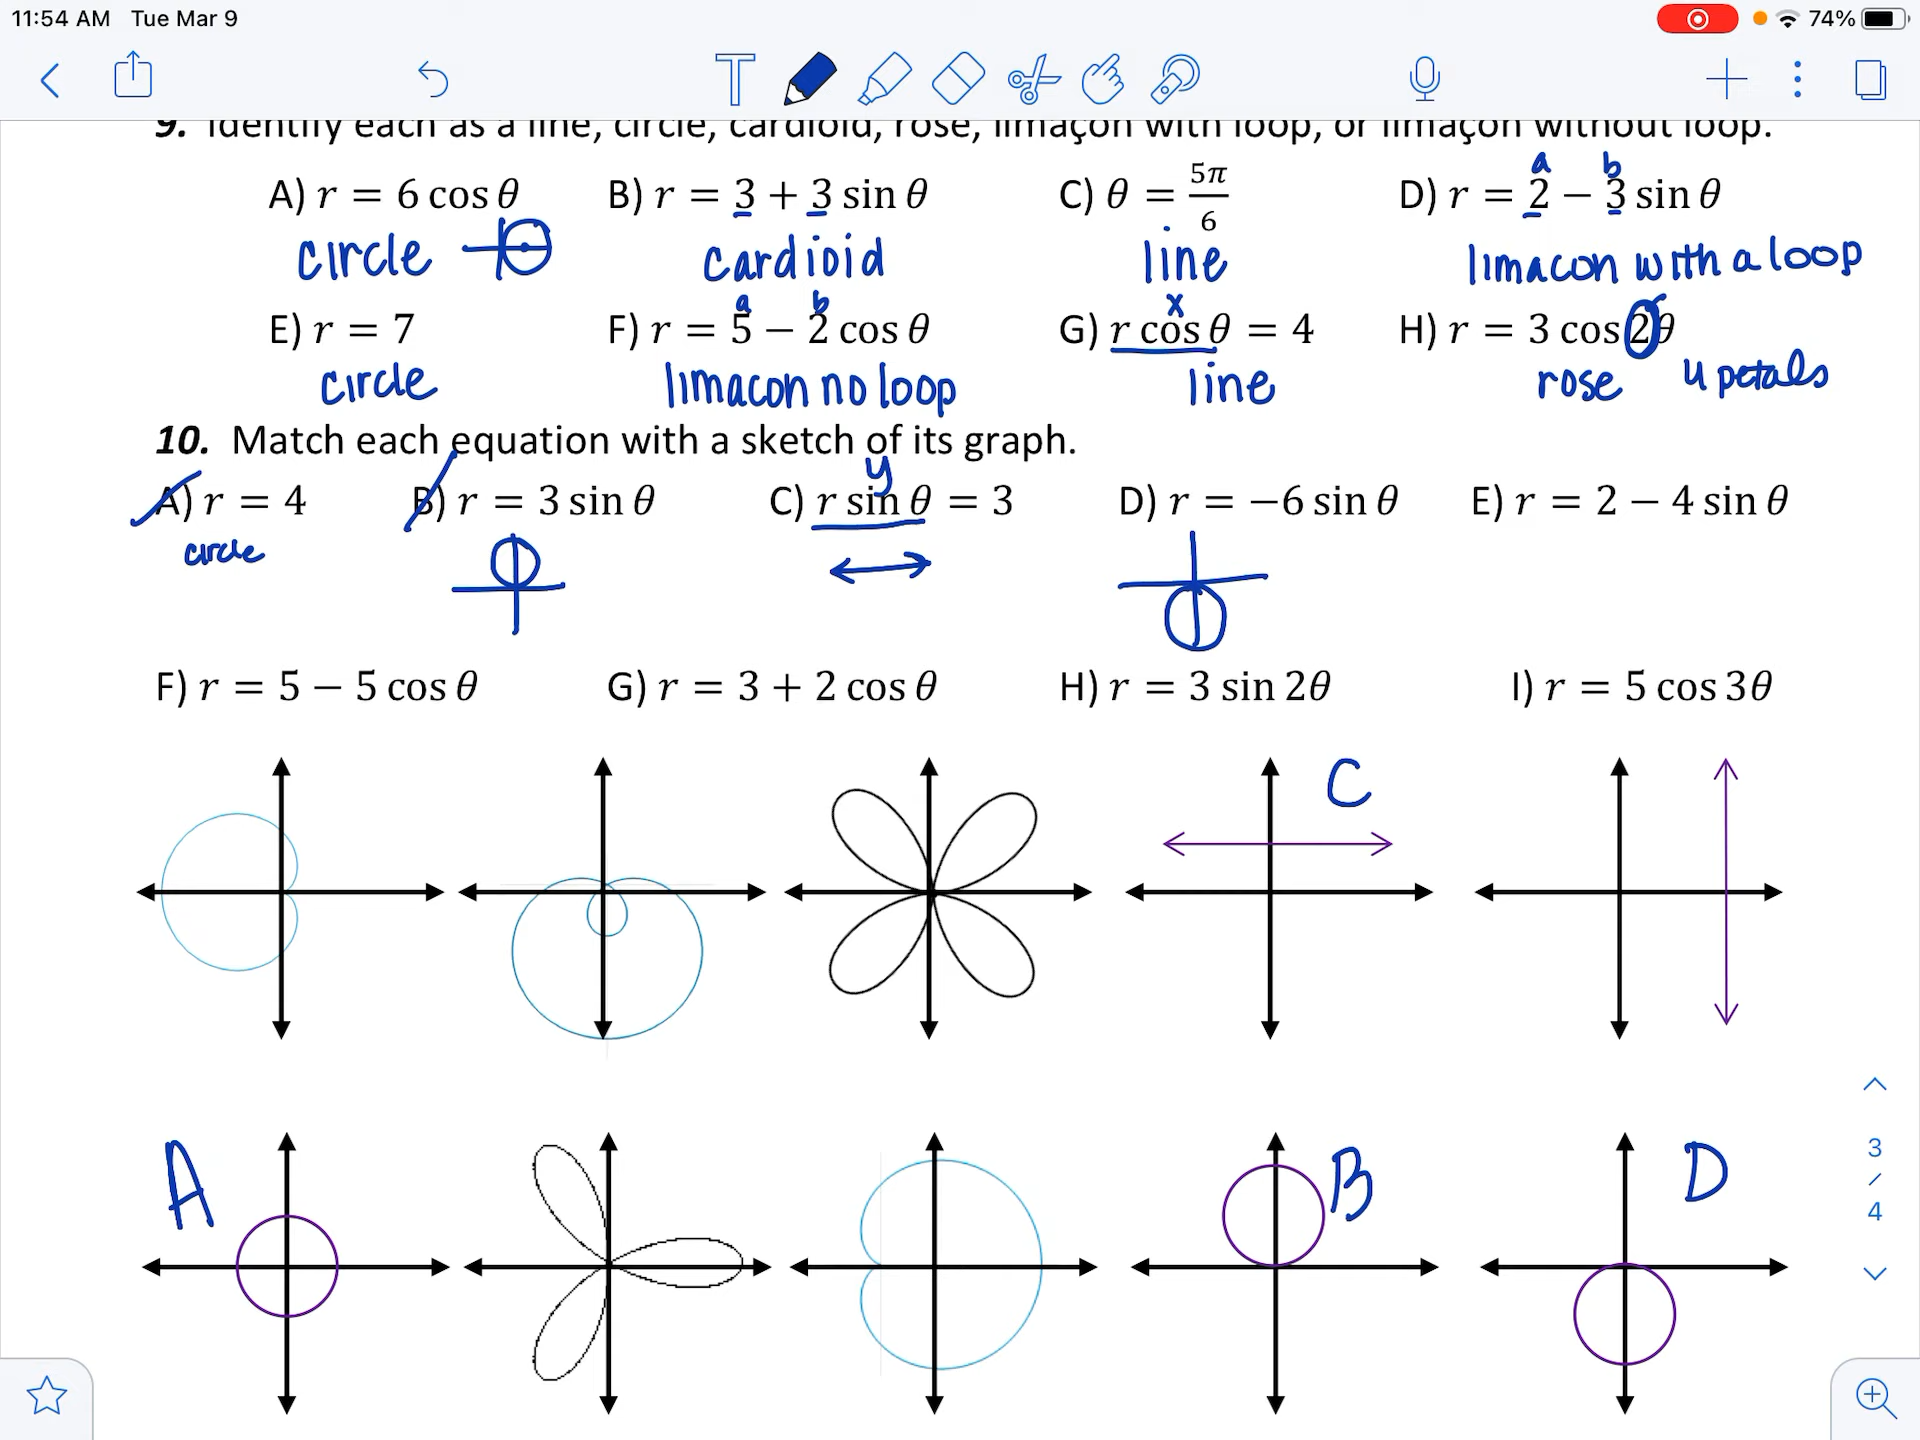 11:54 AM Tue Mar 9 74%
9. Identify each as a line, circle, cardioid, rose, limaçon with loop, or limaçon without loop.
a b
A) r = 6 cos θ B) r = 3 + 3 sin θ C) θ = 5π/6 D) r = 2 − 3 sin θ
circle cardioid line limacon with a loop
a b x
E) r = 7 F) r = 5 − 2 cos θ G) r cos θ = 4 H) r = 3 cos 2θ
circle limacon no loop line rose 4 petals
10. Match each equation with a sketch of its graph.
y
A) r = 4 B) r = 3 sin θ C) r sin θ = 3 D) r = −6 sin θ E) r = 2 − 4 sin θ
circle
F) r = 5 − 5 cos θ G) r = 3 + 2 cos θ H) r = 3 sin 2θ I) r = 5 cos 3θ
C
A B D
3
/
4